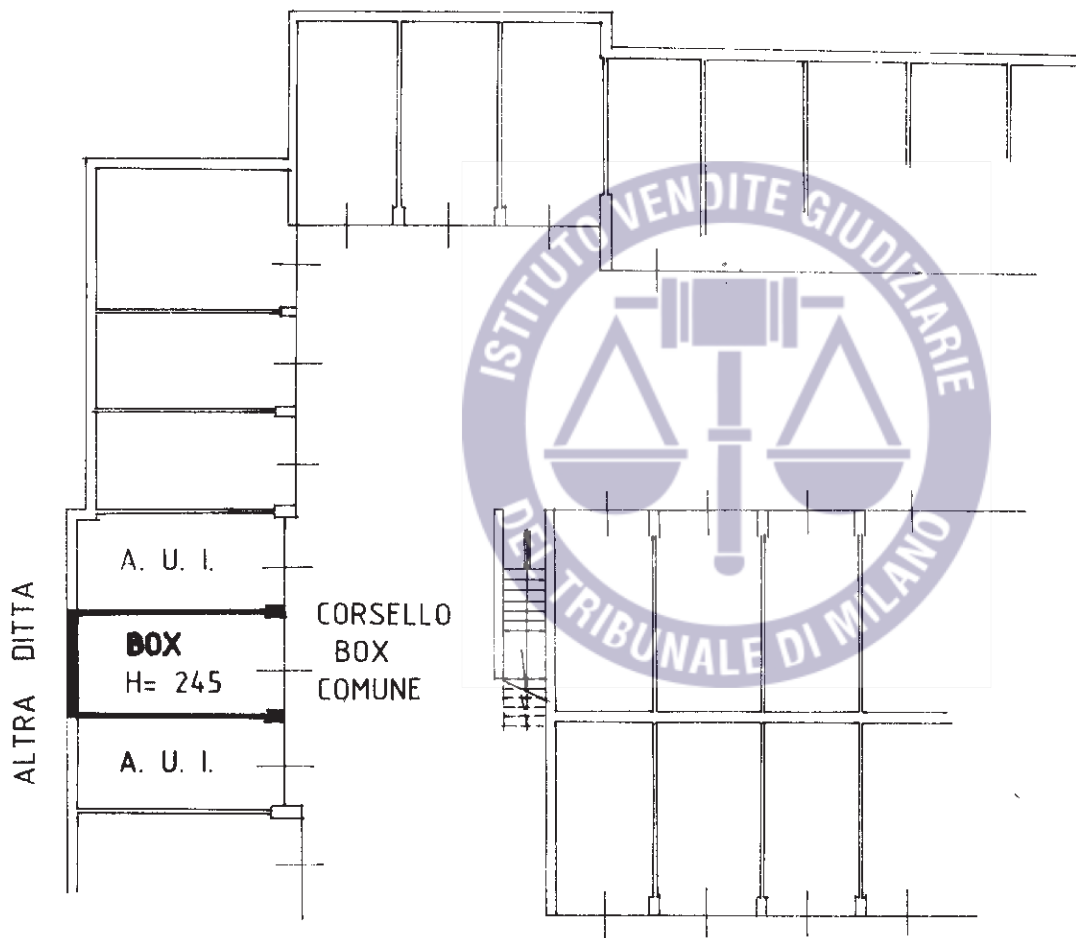 ISTITUTO VENDITE GIUDIZIARIE
DEL TRIBUNALE DI MILANO
A. U. I.
ALTRA DITTA
BOX
H= 245
CORSELLO
BOX
COMUNE
A. U. I.